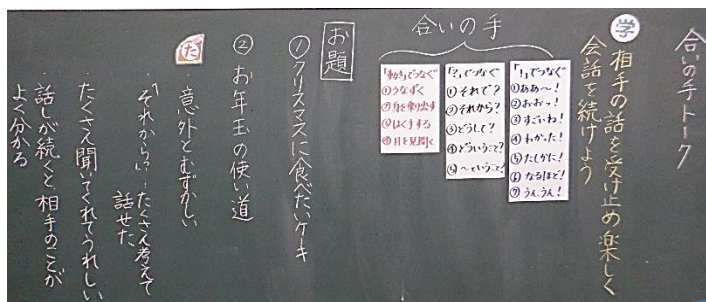 合いの手トーク
学
相手の話を受け止め楽しく
会話を続けよう
合いの手
「!」でつなぐ
①ああ〜!
②おおっ!
③すごいね!
④わかった!
⑤たしかに!
⑥なるほど!
⑦うんうん!
「?」でつなぐ
①それで?
②それから?
③どうして?
④どういうこと?
⑤〜ということ?
「動き」でつなぐ
①うなずく
②身を乗り出す
③はく手する
④目を見開く
お題
①クリスマスに食べたいケーキ
②お年玉の使い道
た
意外とむずかしい
・「それから?」…たくさん考えて
話せた
たくさん聞いてくれてうれしい
・話しが続くと相手のことが
よく分かる